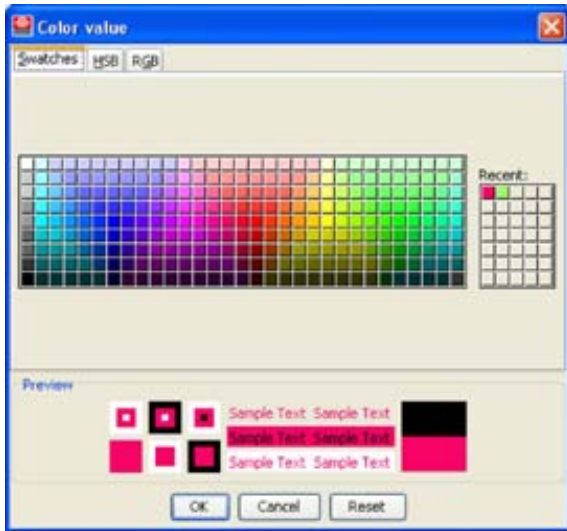 Color value
Swatches HSB RGB
Recent:
Preview
Sample Text Sample Text
Sample Text Sample Text
Sample Text Sample Text
OK Cancel Reset